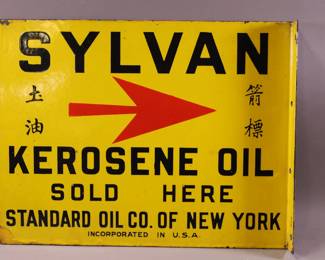 SYLVAN
土油
箭標
KEROSENE OIL
SOLD HERE
STANDARD OIL CO. OF NEW YORK
INCORPORATED IN U.S.A.